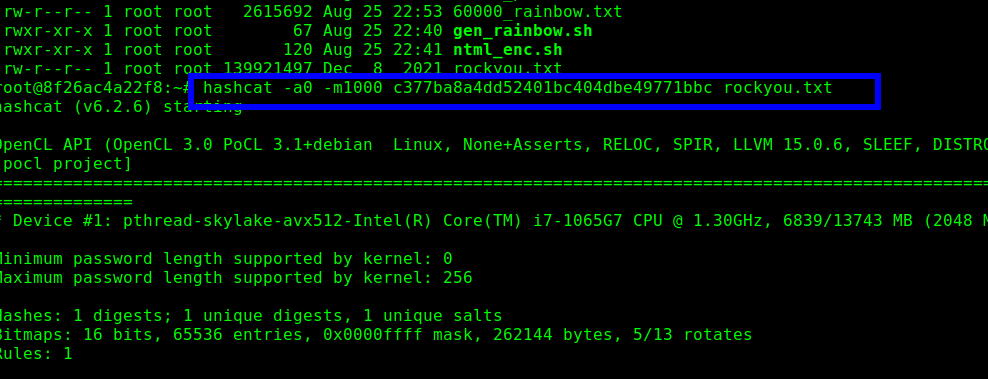 rw-r--r-- 1 root root   2615692 Aug 25 22:53 60000_rainbow.txt
rwxr-xr-x 1 root root        67 Aug 25 22:40 gen_rainbow.sh
rwxr-xr-x 1 root root       120 Aug 25 22:41 ntml_enc.sh
rw-r--r-- 1 root root 139921497 Dec  8  2021 rockyou.txt
root@8f26ac4a22f8:~# hashcat -a0 -m1000 c377ba8a4dd52401bc404dbe49771bbc rockyou.txt
hashcat (v6.2.6) starting
OpenCL API (OpenCL 3.0 PoCL 3.1+debian  Linux, None+Asserts, RELOC, SPIR, LLVM 15.0.6, SLEEF, DISTRO
pocl project]
====================================================================================================
==============
* Device #1: pthread-skylake-avx512-Intel(R) Core(TM) i7-1065G7 CPU @ 1.30GHz, 6839/13743 MB (2048 M
Minimum password length supported by kernel: 0
Maximum password length supported by kernel: 256
Hashes: 1 digests; 1 unique digests, 1 unique salts
Bitmaps: 16 bits, 65536 entries, 0x0000ffff mask, 262144 bytes, 5/13 rotates
Rules: 1